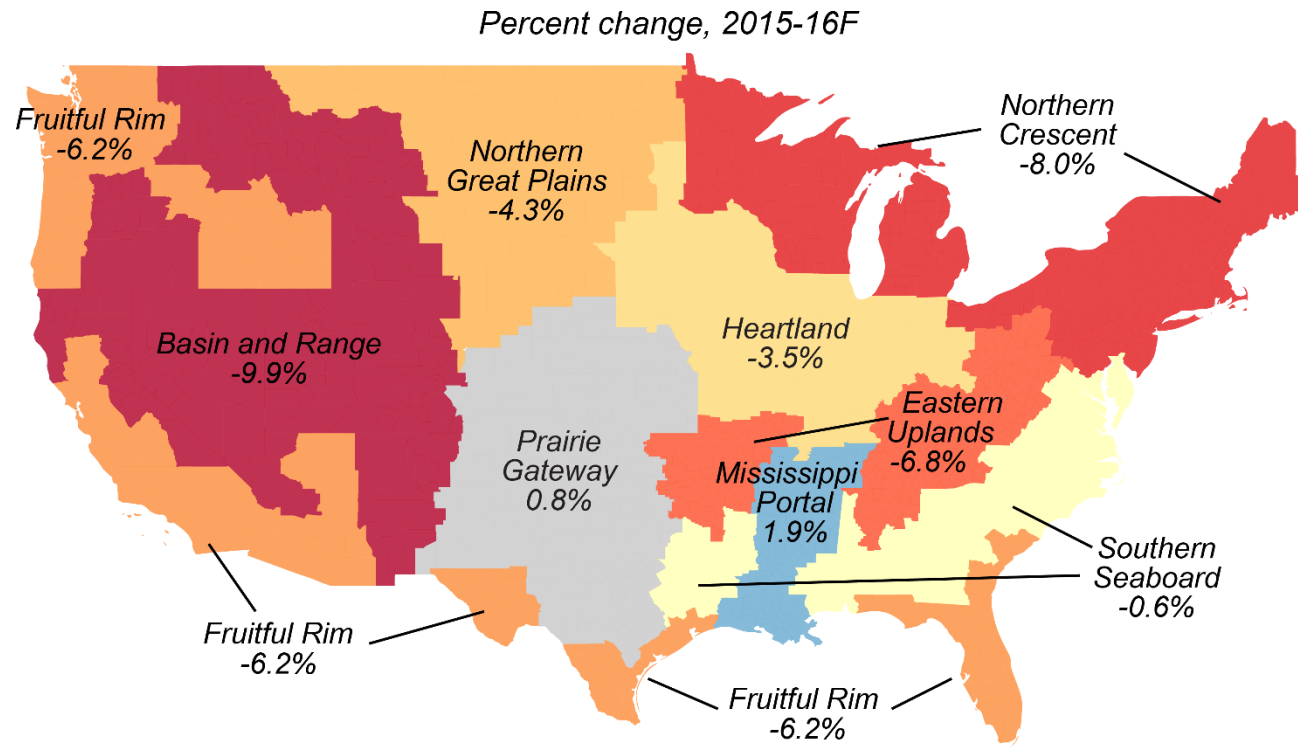 Percent change, 2015-16F
Fruitful Rim
-6.2%
Northern
Great Plains
-4.3%
Northern
Crescent
-8.0%
Basin and Range
-9.9%
Heartland
-3.5%
Eastern
Uplands
-6.8%
Prairie
Gateway
0.8%
Mississippi
Portal
1.9%
Southern
Seaboard
-0.6%
Fruitful Rim
-6.2%
Fruitful Rim
-6.2%